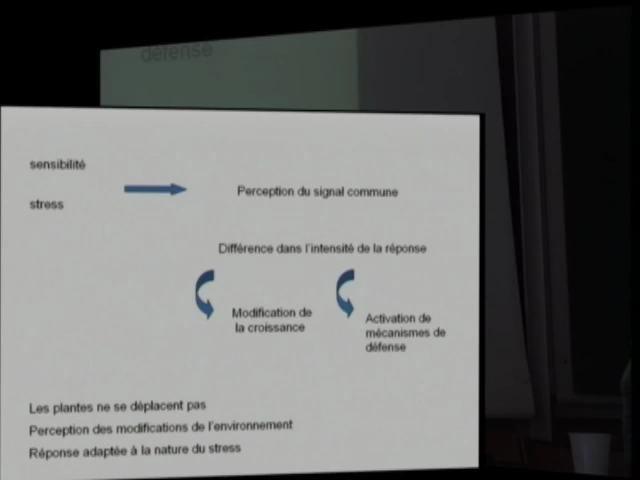 défense
sensibilité
stress
Perception du signal commune
Différence dans l'intensité de la réponse
Modification de
la croissance
Activation de
mécanismes de
défense
Les plantes ne se déplacent pas
Perception des modifications de l'environnement
Réponse adaptée à la nature du stress